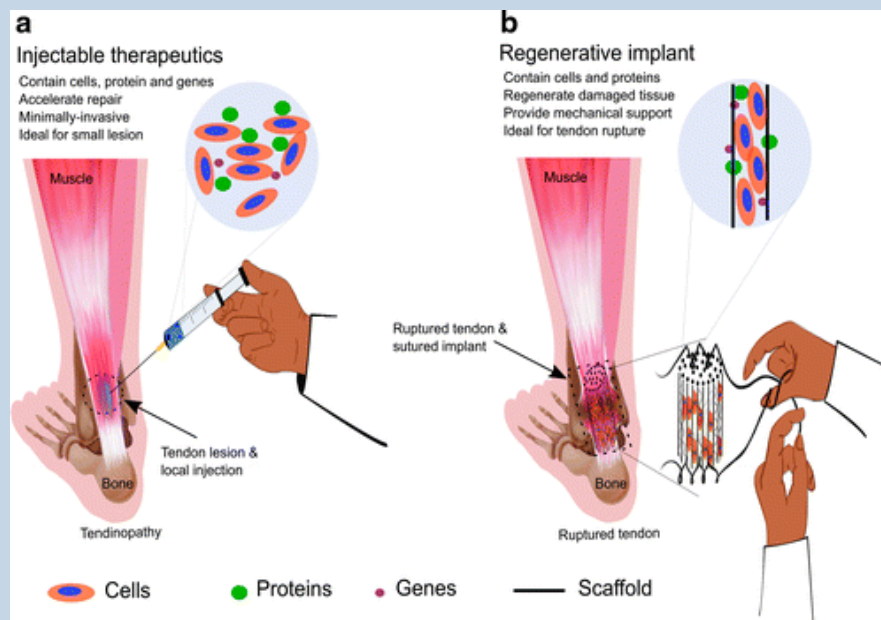 a
Injectable therapeutics
Contain cells, protein and genes
Accelerate repair
Minimally-invasive
Ideal for small lesion
Muscle
Tendon lesion &
local injection
Bone
Tendinopathy
b
Regenerative implant
Contain cells and proteins
Regenerate damaged tissue
Provide mechanical support
Ideal for tendon rupture
Muscle
Ruptured tendon &
sutured implant
Bone
Ruptured tendon
Cells
Proteins
Genes
Scaffold